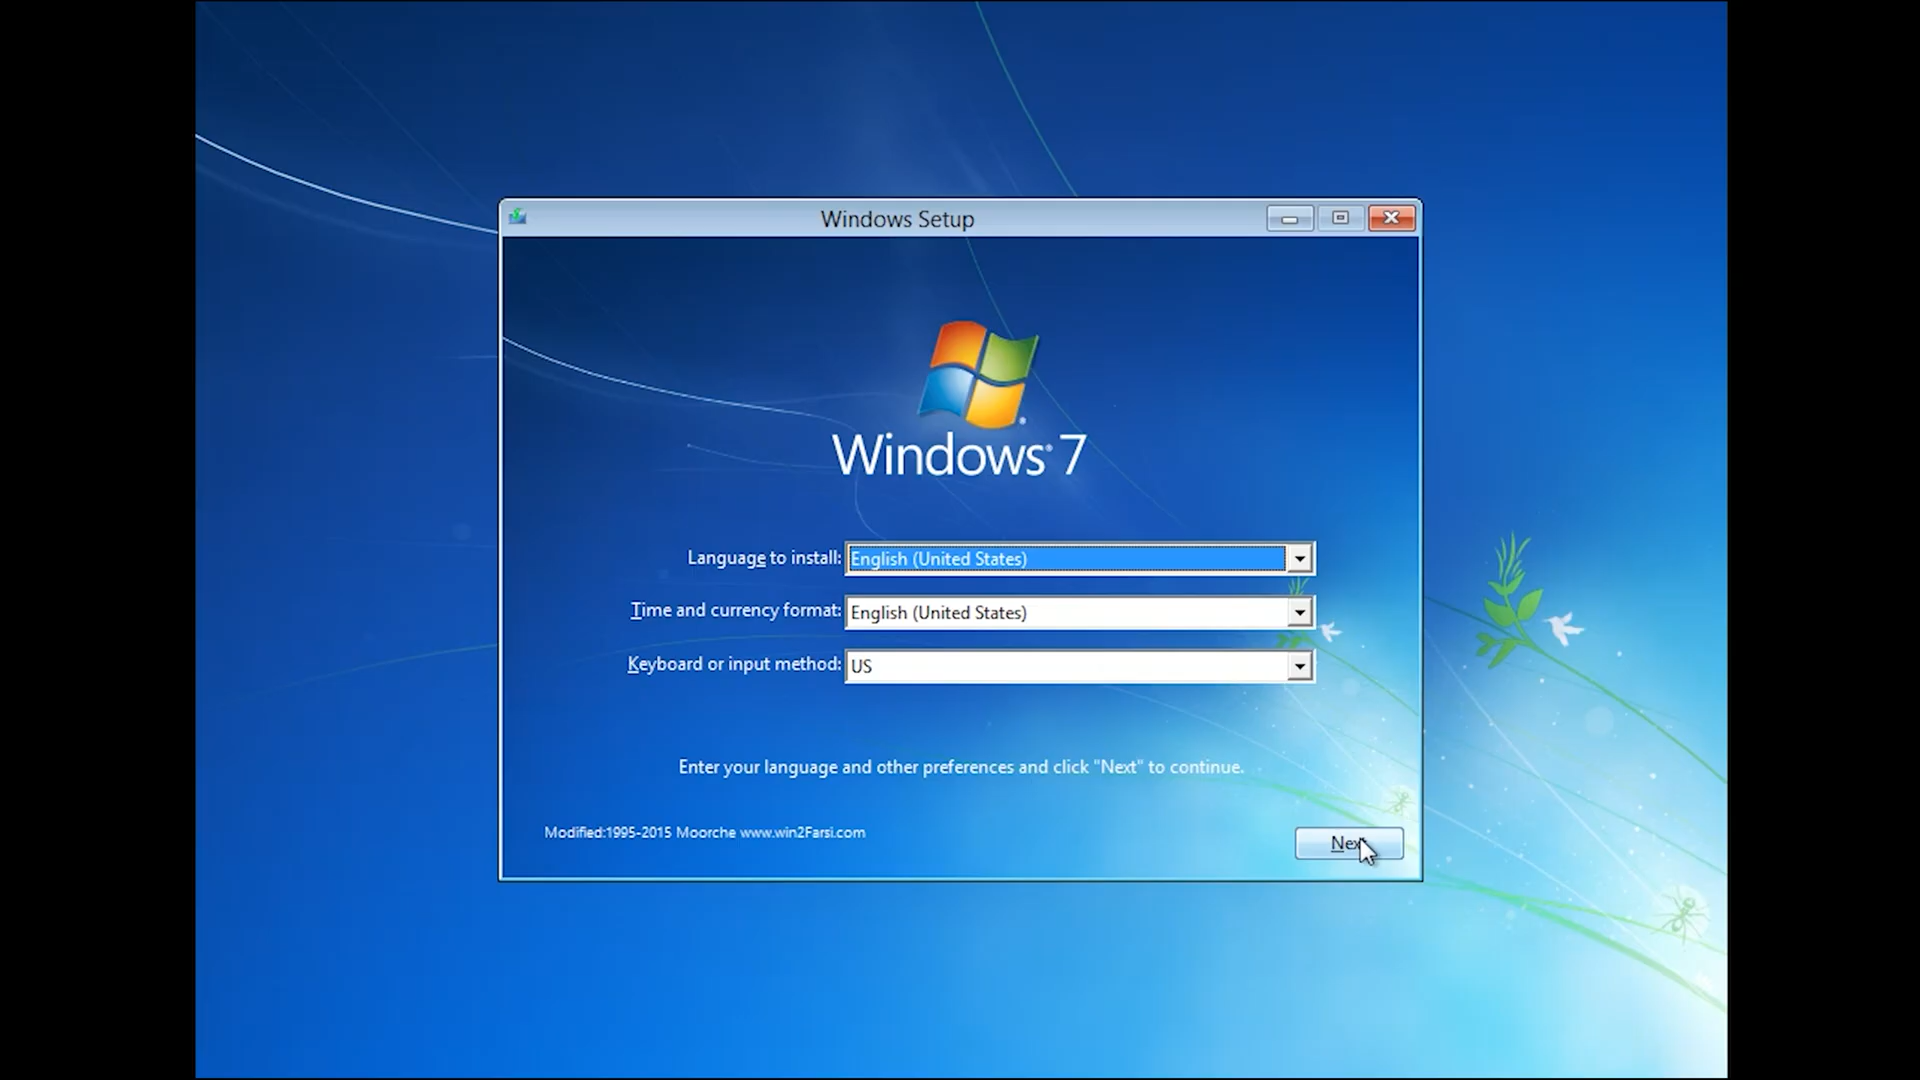 Windows Setup
Windows® 7
Language to install: English (United States)
Time and currency format: English (United States)
Keyboard or input method: US
Enter your language and other preferences and click "Next" to continue.
Modified:1995-2015 Moorche www.win2Farsi.com
Next